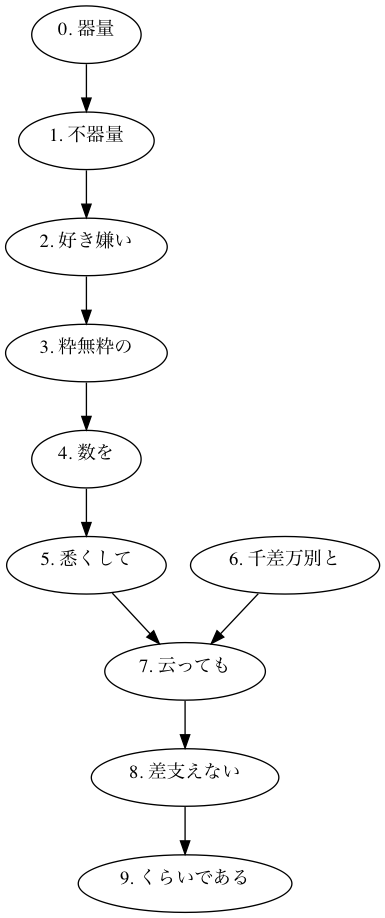 0. 器量
1. 不器量
2. 好き嫌い
3. 粋無粋の
4. 数を
5. 悉くして
6. 千差万別と
7. 云っても
8. 差支えない
9. くらいである